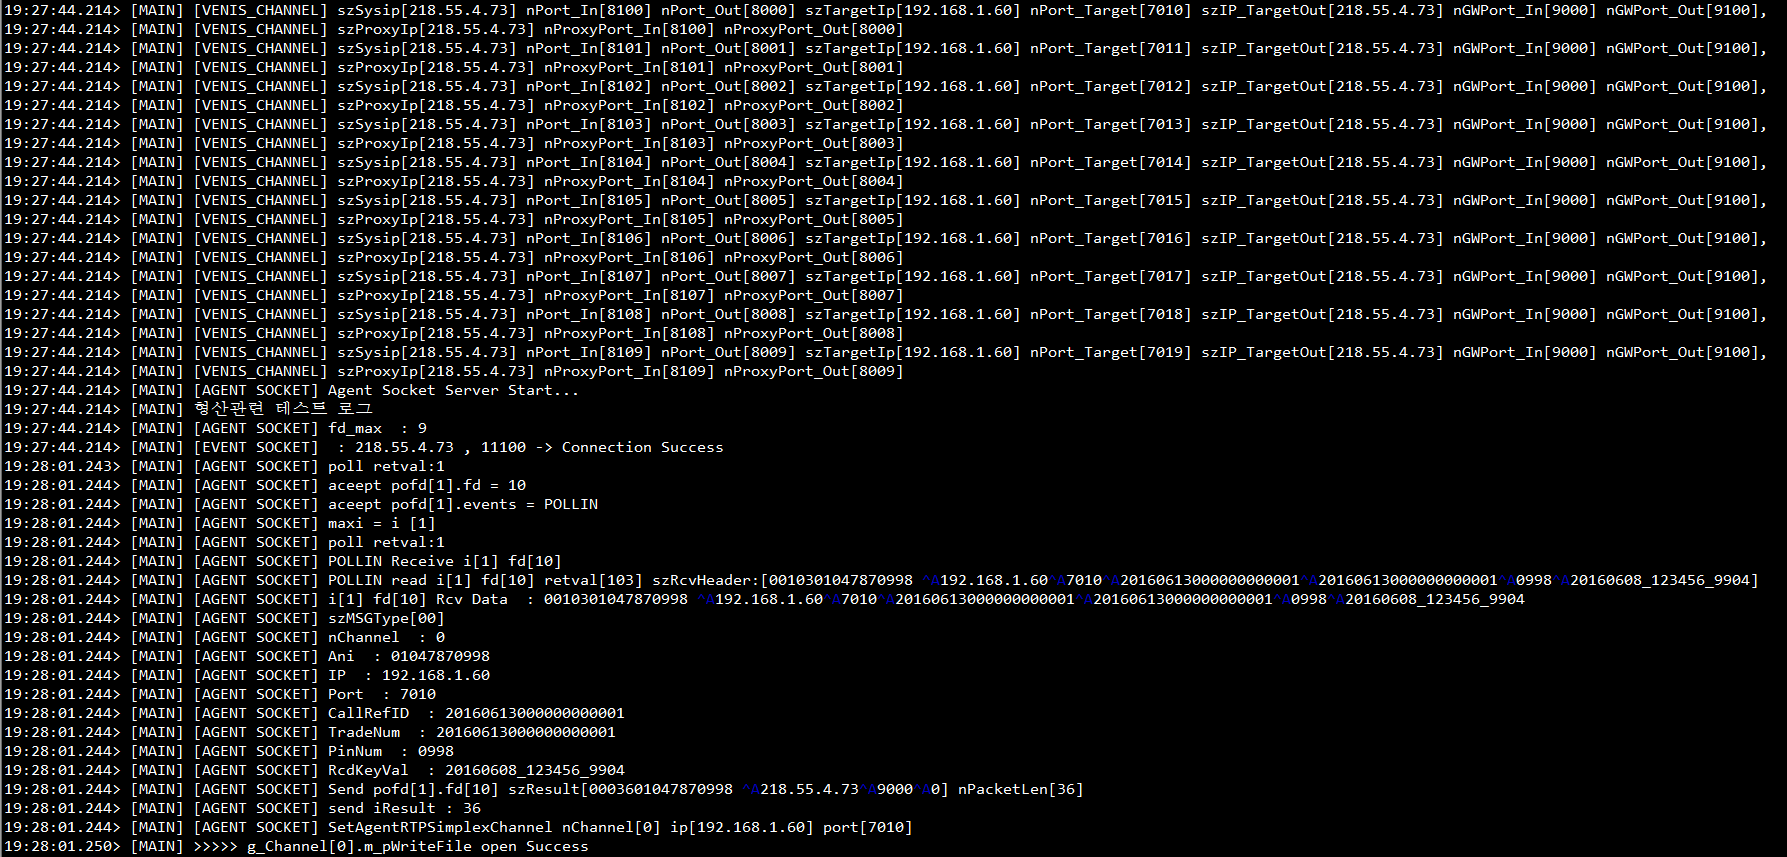 19:27:44.214> [MAIN] [VENIS_CHANNEL] szSysip[218.55.4.73] nPort_In[8100] nPort_Out[8000] szTargetIp[192.168.1.60] nPort_Target[7010] szIP_TargetOut[218.55.4.73] nGWPort_In[9000] nGWPort_Out[9100],
19:27:44.214> [MAIN] [VENIS_CHANNEL] szProxyIp[218.55.4.73] nProxyPort_In[8100] nProxyPort_Out[8000]
19:27:44.214> [MAIN] [VENIS_CHANNEL] szSysip[218.55.4.73] nPort_In[8101] nPort_Out[8001] szTargetIp[192.168.1.60] nPort_Target[7011] szIP_TargetOut[218.55.4.73] nGWPort_In[9000] nGWPort_Out[9100],
19:27:44.214> [MAIN] [VENIS_CHANNEL] szProxyIp[218.55.4.73] nProxyPort_In[8101] nProxyPort_Out[8001]
19:27:44.214> [MAIN] [VENIS_CHANNEL] szSysip[218.55.4.73] nPort_In[8102] nPort_Out[8002] szTargetIp[192.168.1.60] nPort_Target[7012] szIP_TargetOut[218.55.4.73] nGWPort_In[9000] nGWPort_Out[9100],
19:27:44.214> [MAIN] [VENIS_CHANNEL] szProxyIp[218.55.4.73] nProxyPort_In[8102] nProxyPort_Out[8002]
19:27:44.214> [MAIN] [VENIS_CHANNEL] szSysip[218.55.4.73] nPort_In[8103] nPort_Out[8003] szTargetIp[192.168.1.60] nPort_Target[7013] szIP_TargetOut[218.55.4.73] nGWPort_In[9000] nGWPort_Out[9100],
19:27:44.214> [MAIN] [VENIS_CHANNEL] szProxyIp[218.55.4.73] nProxyPort_In[8103] nProxyPort_Out[8003]
19:27:44.214> [MAIN] [VENIS_CHANNEL] szSysip[218.55.4.73] nPort_In[8104] nPort_Out[8004] szTargetIp[192.168.1.60] nPort_Target[7014] szIP_TargetOut[218.55.4.73] nGWPort_In[9000] nGWPort_Out[9100],
19:27:44.214> [MAIN] [VENIS_CHANNEL] szProxyIp[218.55.4.73] nProxyPort_In[8104] nProxyPort_Out[8004]
19:27:44.214> [MAIN] [VENIS_CHANNEL] szSysip[218.55.4.73] nPort_In[8105] nPort_Out[8005] szTargetIp[192.168.1.60] nPort_Target[7015] szIP_TargetOut[218.55.4.73] nGWPort_In[9000] nGWPort_Out[9100],
19:27:44.214> [MAIN] [VENIS_CHANNEL] szProxyIp[218.55.4.73] nProxyPort_In[8105] nProxyPort_Out[8005]
19:27:44.214> [MAIN] [VENIS_CHANNEL] szSysip[218.55.4.73] nPort_In[8106] nPort_Out[8006] szTargetIp[192.168.1.60] nPort_Target[7016] szIP_TargetOut[218.55.4.73] nGWPort_In[9000] nGWPort_Out[9100],
19:27:44.214> [MAIN] [VENIS_CHANNEL] szProxyIp[218.55.4.73] nProxyPort_In[8106] nProxyPort_Out[8006]
19:27:44.214> [MAIN] [VENIS_CHANNEL] szSysip[218.55.4.73] nPort_In[8107] nPort_Out[8007] szTargetIp[192.168.1.60] nPort_Target[7017] szIP_TargetOut[218.55.4.73] nGWPort_In[9000] nGWPort_Out[9100],
19:27:44.214> [MAIN] [VENIS_CHANNEL] szProxyIp[218.55.4.73] nProxyPort_In[8107] nProxyPort_Out[8007]
19:27:44.214> [MAIN] [VENIS_CHANNEL] szSysip[218.55.4.73] nPort_In[8108] nPort_Out[8008] szTargetIp[192.168.1.60] nPort_Target[7018] szIP_TargetOut[218.55.4.73] nGWPort_In[9000] nGWPort_Out[9100],
19:27:44.214> [MAIN] [VENIS_CHANNEL] szProxyIp[218.55.4.73] nProxyPort_In[8108] nProxyPort_Out[8008]
19:27:44.214> [MAIN] [VENIS_CHANNEL] szSysip[218.55.4.73] nPort_In[8109] nPort_Out[8009] szTargetIp[192.168.1.60] nPort_Target[7019] szIP_TargetOut[218.55.4.73] nGWPort_In[9000] nGWPort_Out[9100],
19:27:44.214> [MAIN] [VENIS_CHANNEL] szProxyIp[218.55.4.73] nProxyPort_In[8109] nProxyPort_Out[8009]
19:27:44.214> [MAIN] [AGENT SOCKET] Agent Socket Server Start...
19:27:44.214> [MAIN] 형산관련 테스트 로그
19:27:44.214> [MAIN] [AGENT SOCKET] fd_max  : 9
19:27:44.214> [MAIN] [EVENT SOCKET]  : 218.55.4.73 , 11100 -> Connection Success
19:28:01.243> [MAIN] [AGENT SOCKET] poll retval:1
19:28:01.244> [MAIN] [AGENT SOCKET] aceept pofd[1].fd = 10
19:28:01.244> [MAIN] [AGENT SOCKET] aceept pofd[1].events = POLLIN
19:28:01.244> [MAIN] [AGENT SOCKET] maxi = i [1]
19:28:01.244> [MAIN] [AGENT SOCKET] poll retval:1
19:28:01.244> [MAIN] [AGENT SOCKET] POLLIN Receive i[1] fd[10]
19:28:01.244> [MAIN] [AGENT SOCKET] POLLIN read i[1] fd[10] retval[103] szRcvHeader:[0010301047870998 ^A192.168.1.60^A7010^A20160613000000000001^A20160613000000000001^A0998^A20160608_123456_9904]
19:28:01.244> [MAIN] [AGENT SOCKET] i[1] fd[10] Rcv Data  : 0010301047870998 ^A192.168.1.60^A7010^A20160613000000000001^A20160613000000000001^A0998^A20160608_123456_9904
19:28:01.244> [MAIN] [AGENT SOCKET] szMSGType[00]
19:28:01.244> [MAIN] [AGENT SOCKET] nChannel  : 0
19:28:01.244> [MAIN] [AGENT SOCKET] Ani  : 01047870998
19:28:01.244> [MAIN] [AGENT SOCKET] IP  : 192.168.1.60
19:28:01.244> [MAIN] [AGENT SOCKET] Port  : 7010
19:28:01.244> [MAIN] [AGENT SOCKET] CallRefID  : 20160613000000000001
19:28:01.244> [MAIN] [AGENT SOCKET] TradeNum  : 20160613000000000001
19:28:01.244> [MAIN] [AGENT SOCKET] PinNum  : 0998
19:28:01.244> [MAIN] [AGENT SOCKET] RcdKeyVal  : 20160608_123456_9904
19:28:01.244> [MAIN] [AGENT SOCKET] Send pofd[1].fd[10] szResult[0003601047870998 ^A218.55.4.73^A9000^A0] nPacketLen[36]
19:28:01.244> [MAIN] [AGENT SOCKET] send iResult : 36
19:28:01.244> [MAIN] [AGENT SOCKET] SetAgentRTPSimplexChannel nChannel[0] ip[192.168.1.60] port[7010]
19:28:01.250> [MAIN] >>>>> g_Channel[0].m_pWriteFile open Success